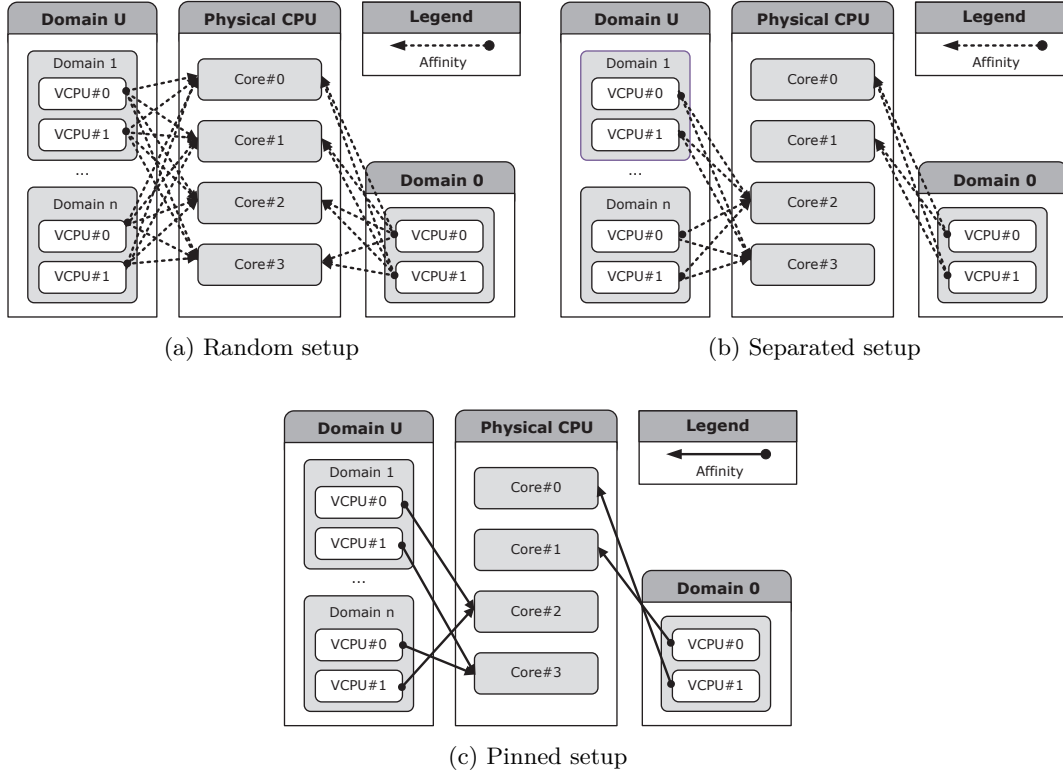 Domain U
Physical CPU
Legend
Affinity
Domain 1
VCPU#0
VCPU#1
...
Domain n
VCPU#0
VCPU#1
Core#0
Core#1
Core#2
Core#3
Domain 0
VCPU#0
VCPU#1
(a) Random setup
Domain U
Physical CPU
Legend
Affinity
Domain 1
VCPU#0
VCPU#1
...
Domain n
VCPU#0
VCPU#1
Core#0
Core#1
Core#2
Core#3
Domain 0
VCPU#0
VCPU#1
(b) Separated setup
Domain U
Physical CPU
Legend
Affinity
Domain 1
VCPU#0
VCPU#1
...
Domain n
VCPU#0
VCPU#1
Core#0
Core#1
Core#2
Core#3
Domain 0
VCPU#0
VCPU#1
(c) Pinned setup